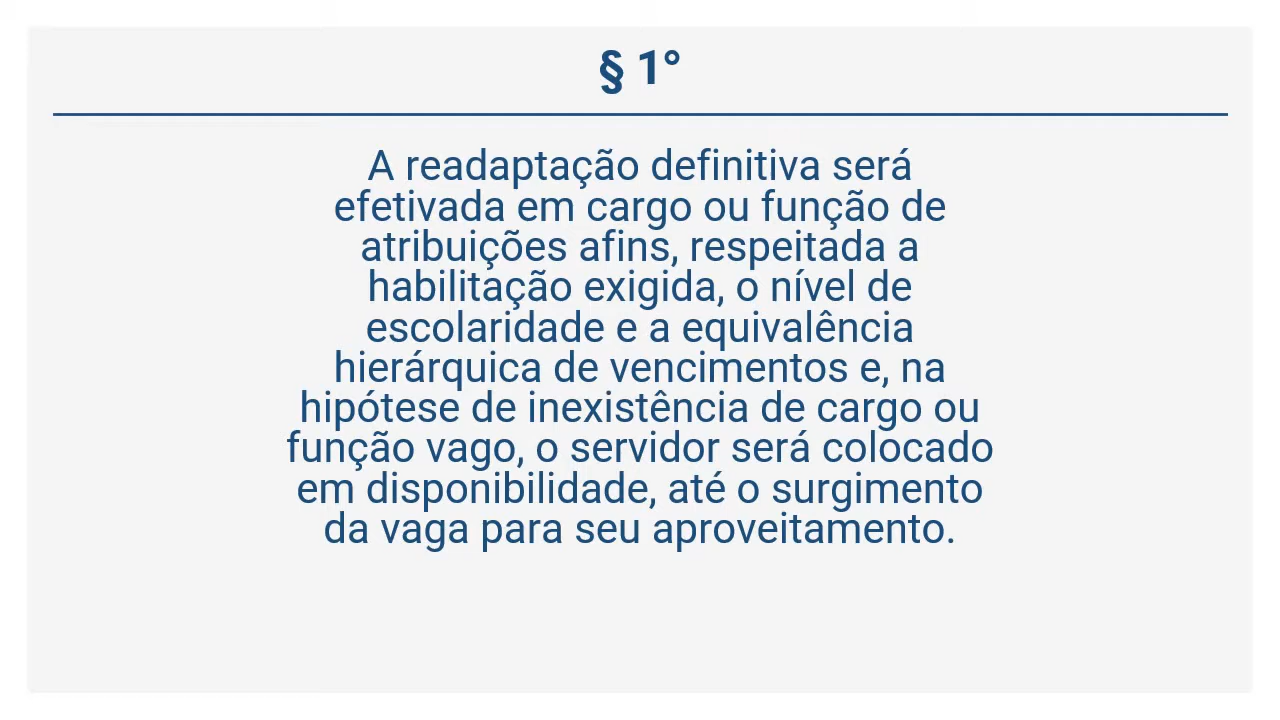 § 1°
A readaptação definitiva será
efetivada em cargo ou função de
atribuições afins, respeitada a
habilitação exigida, o nível de
escolaridade e a equivalência
hierárquica de vencimentos e, na
hipótese de inexistência de cargo ou
função vago, o servidor será colocado
em disponibilidade, até o surgimento
da vaga para seu aproveitamento.